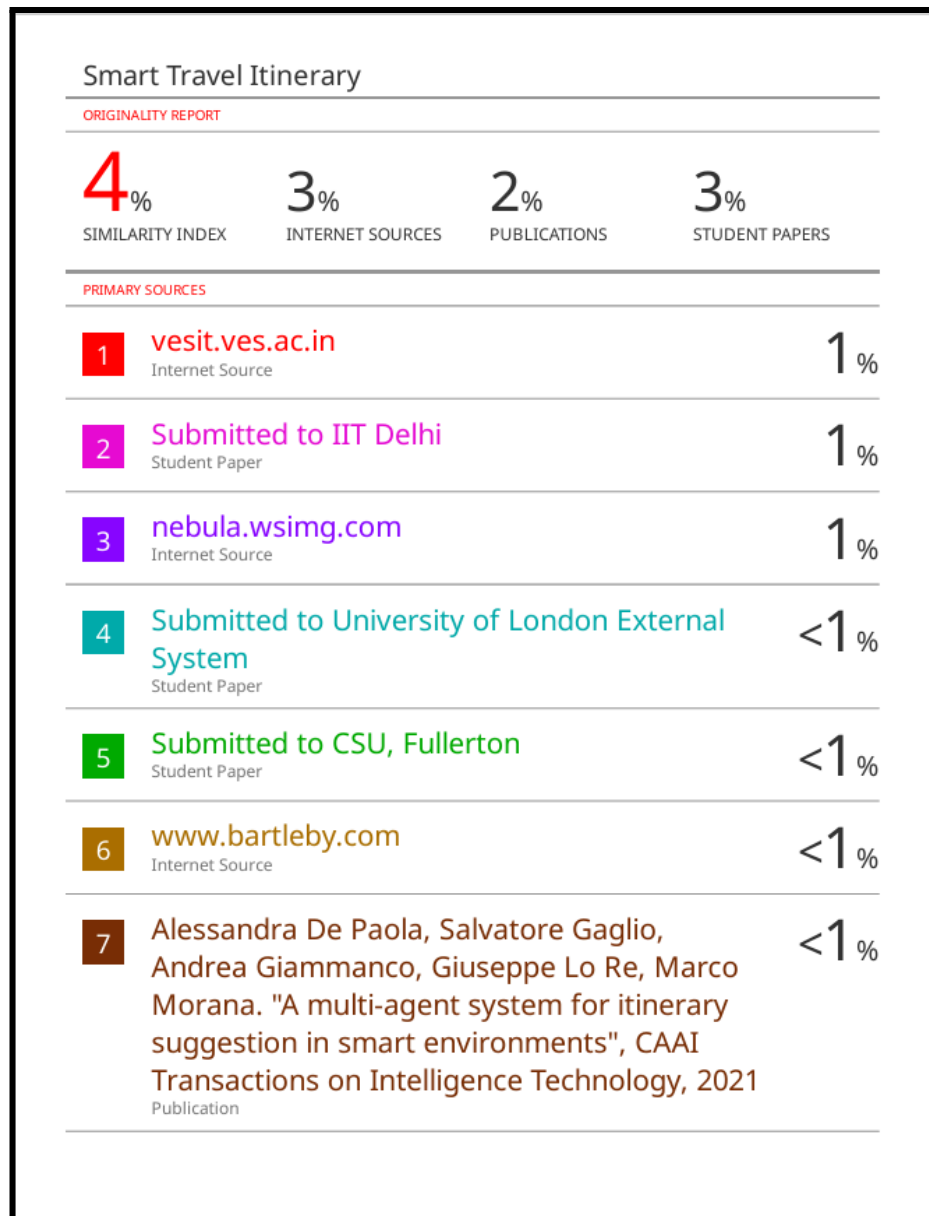 Smart Travel Itinerary
ORIGINALITY REPORT
4% 3% 2% 3%
SIMILARITY INDEX INTERNET SOURCES PUBLICATIONS STUDENT PAPERS
PRIMARY SOURCES
1 vesit.ves.ac.in 1%
Internet Source
2 Submitted to IIT Delhi 1%
Student Paper
3 nebula.wsimg.com 1%
Internet Source
4 Submitted to University of London External <1%
System
Student Paper
5 Submitted to CSU, Fullerton <1%
Student Paper
6 www.bartleby.com <1%
Internet Source
7 Alessandra De Paola, Salvatore Gaglio, <1%
Andrea Giammanco, Giuseppe Lo Re, Marco
Morana. "A multi-agent system for itinerary
suggestion in smart environments", CAAI
Transactions on Intelligence Technology, 2021
Publication